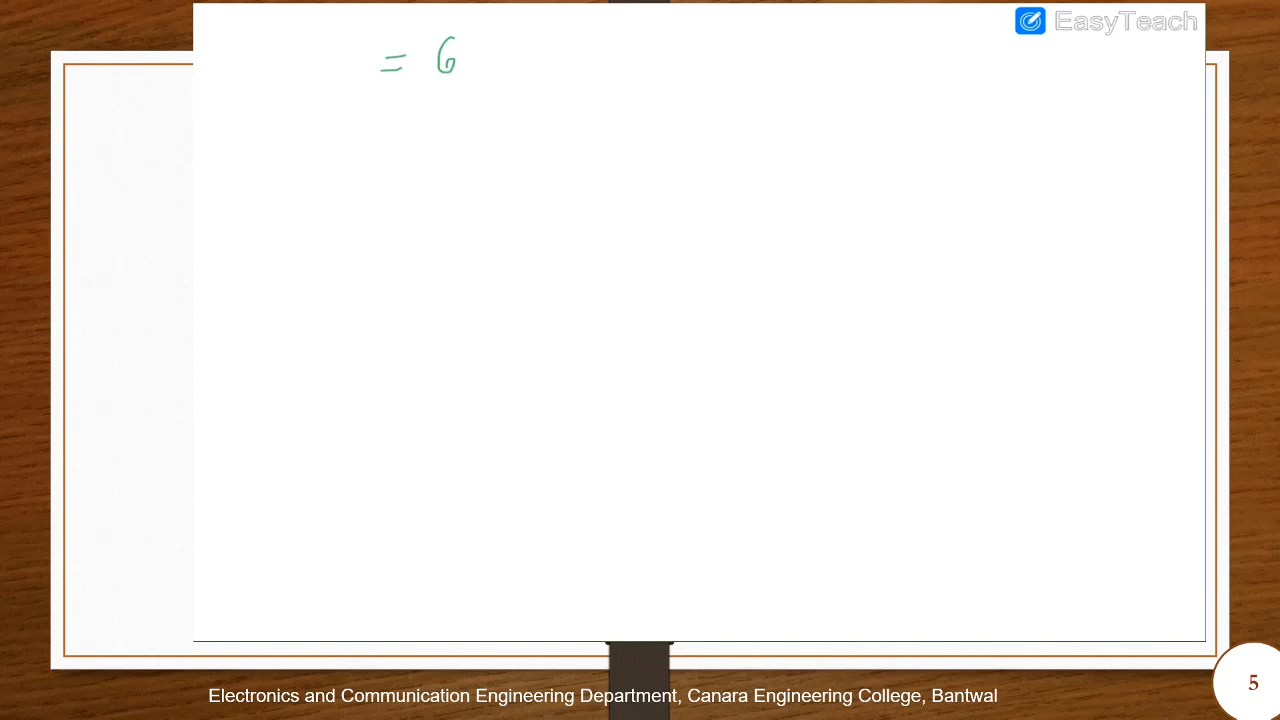 EasyTeach
= 6
Electronics and Communication Engineering Department, Canara Engineering College, Bantwal
5